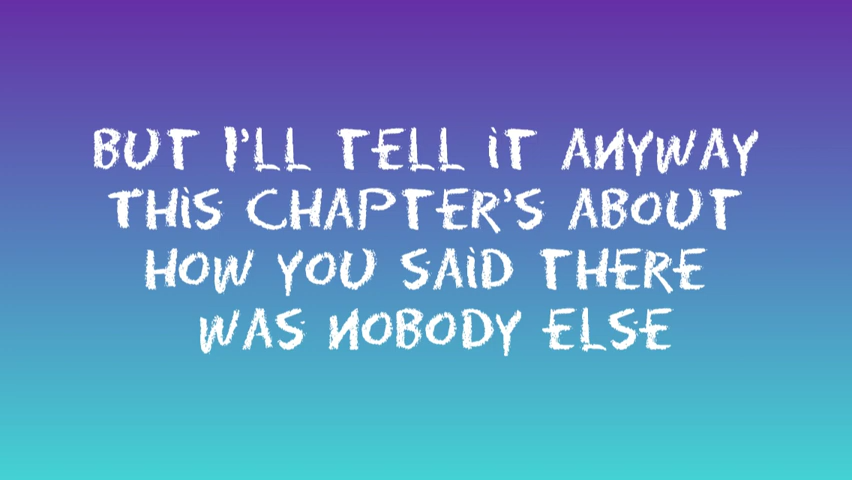 BUT I'LL TELL IT ANYWAY
THIS CHAPTER'S ABOUT
HOW YOU SAID THERE
WAS NOBODY ELSE